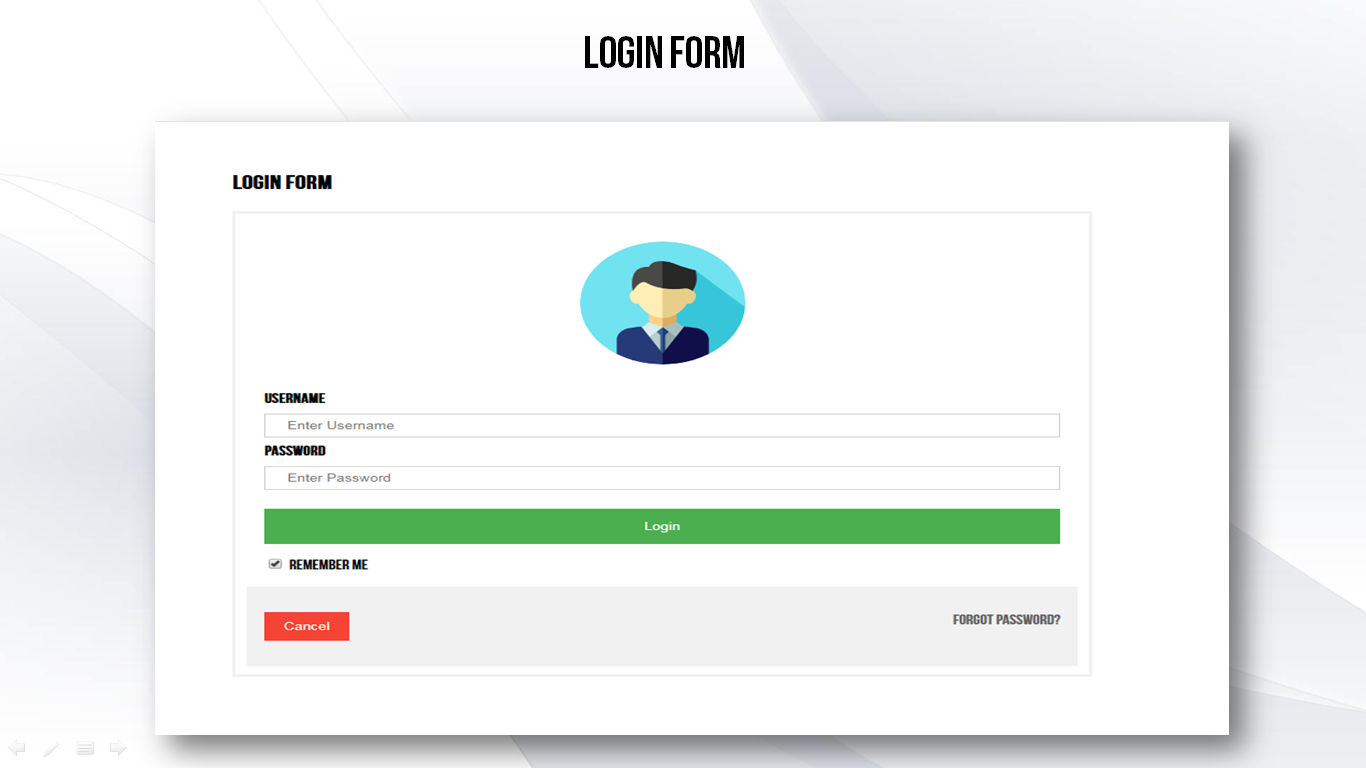 LOGIN FORM
LOGIN FORM
USERNAME
Enter Username
PASSWORD
Enter Password
Login
REMEMBER ME
Cancel
FORGOT PASSWORD?